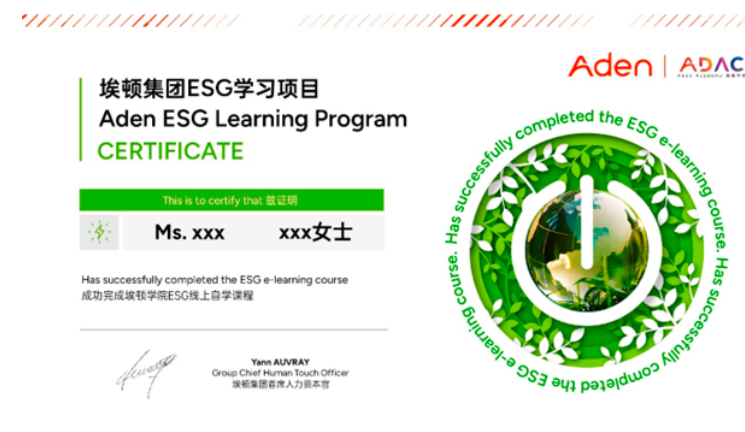 Aden
ADAC
埃顿集团ESG学习项目
Aden ESG Learning Program
CERTIFICATE
This is to certify that 兹证明
Ms. xxx xxx女士
Has successfully completed the ESG e-learning course
成功完成埃顿学院ESG线上自学课程
Yann AUVRAY
Group Chief Human Touch Officer
埃顿集团首席人力资本官
Has successfully completed the ESG e-learning course. Has successfully completed the ESG e-learning course.